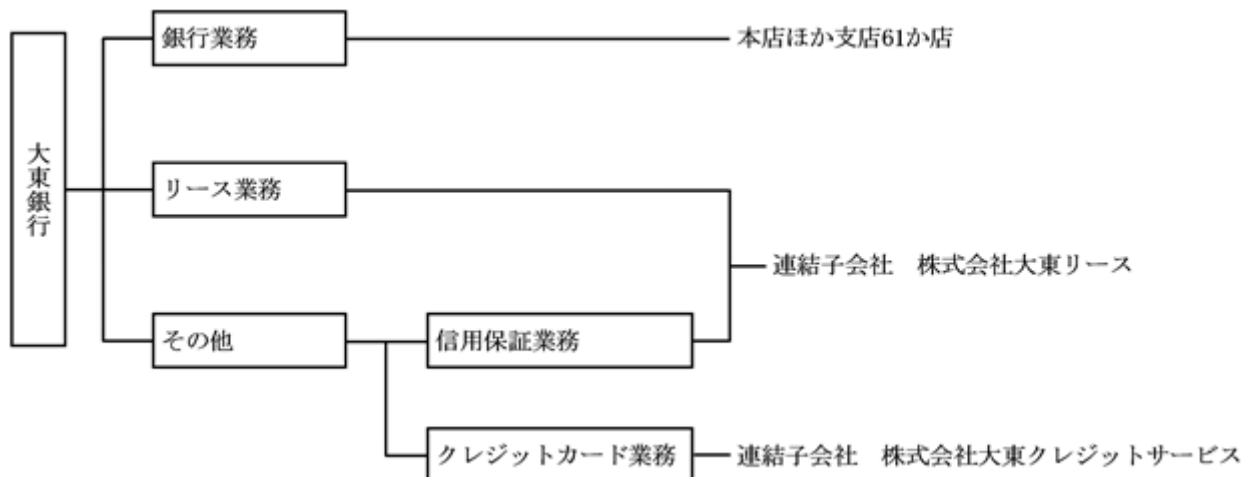 大東銀行
銀行業務
本店ほか支店61か店
リース業務
連結子会社　株式会社大東リース
その他
信用保証業務
クレジットカード業務
連結子会社　株式会社大東クレジットサービス